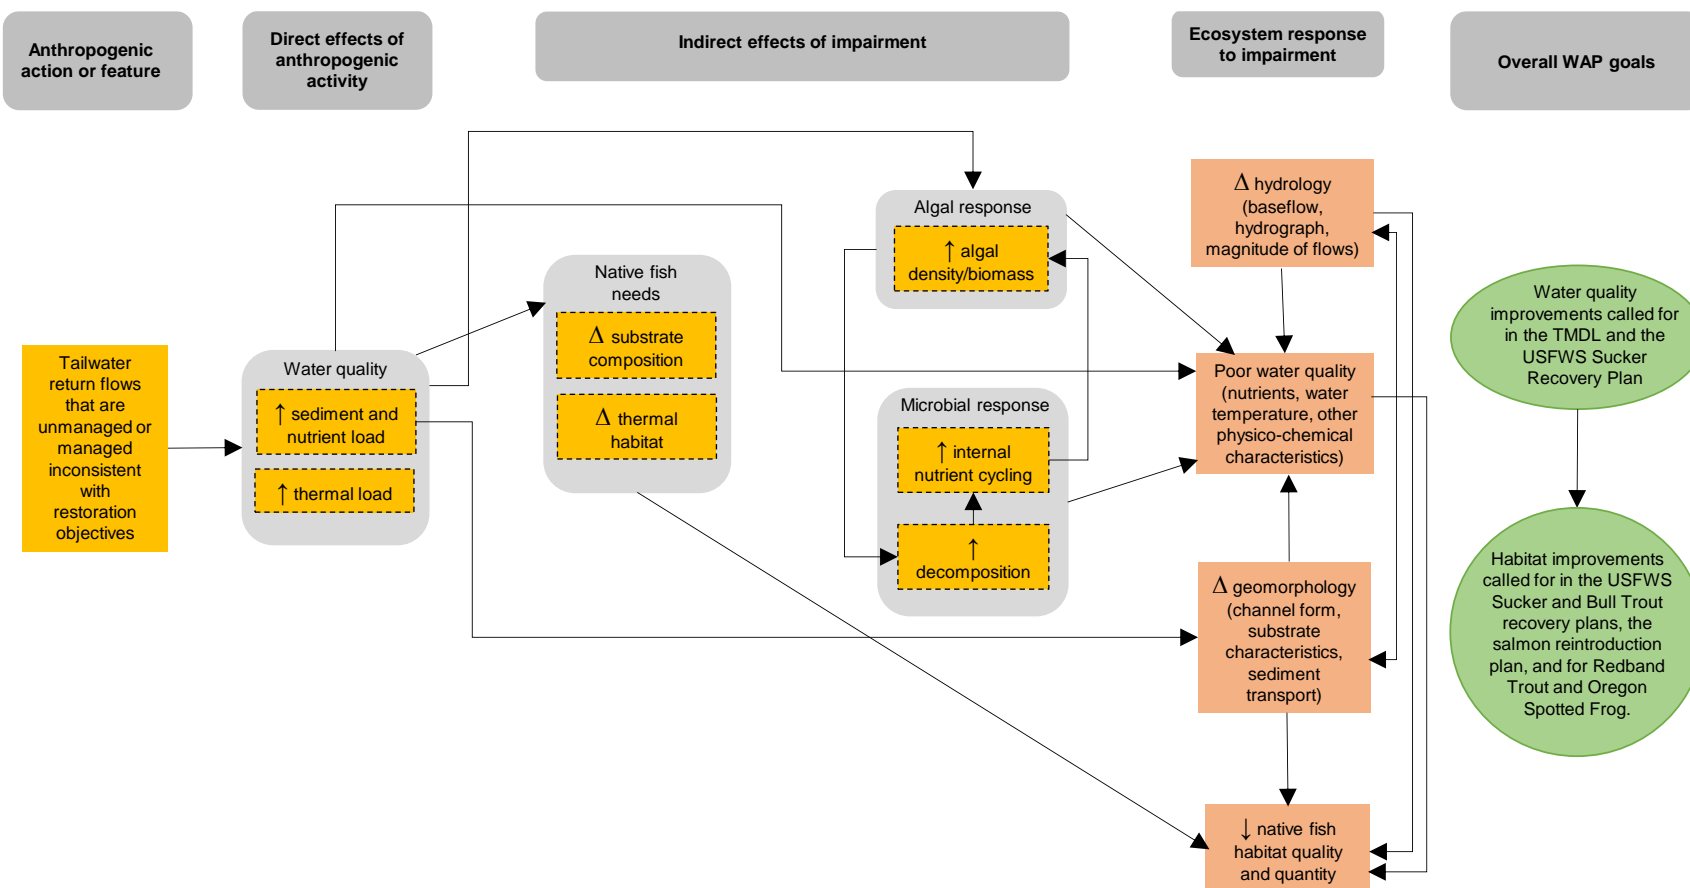 Anthropogenic
action or feature
Direct effects of
anthropogenic
activity
Indirect effects of impairment
Ecosystem response
to impairment
Overall WAP goals
Tailwater
return flows
that are
unmanaged or
managed
inconsistent
with
restoration
objectives
Water quality
↑ sediment and
nutrient load
↑ thermal load
Native fish
needs
Δ substrate
composition
Δ thermal
habitat
Algal response
↑ algal
density/biomass
Microbial response
↑ internal
nutrient cycling
↑
decomposition
Δ hydrology
(baseflow,
hydrograph,
magnitude of flows)
Poor water quality
(nutrients, water
temperature, other
physico-chemical
characteristics)
Δ geomorphology
(channel form,
substrate
characteristics,
sediment
transport)
↓ native fish
habitat quality
and quantity
Water quality
improvements called for
in the TMDL and the
USFWS Sucker
Recovery Plan
Habitat improvements
called for in the USFWS
Sucker and Bull Trout
recovery plans, the
salmon reintroduction
plan, and for Redband
Trout and Oregon
Spotted Frog.